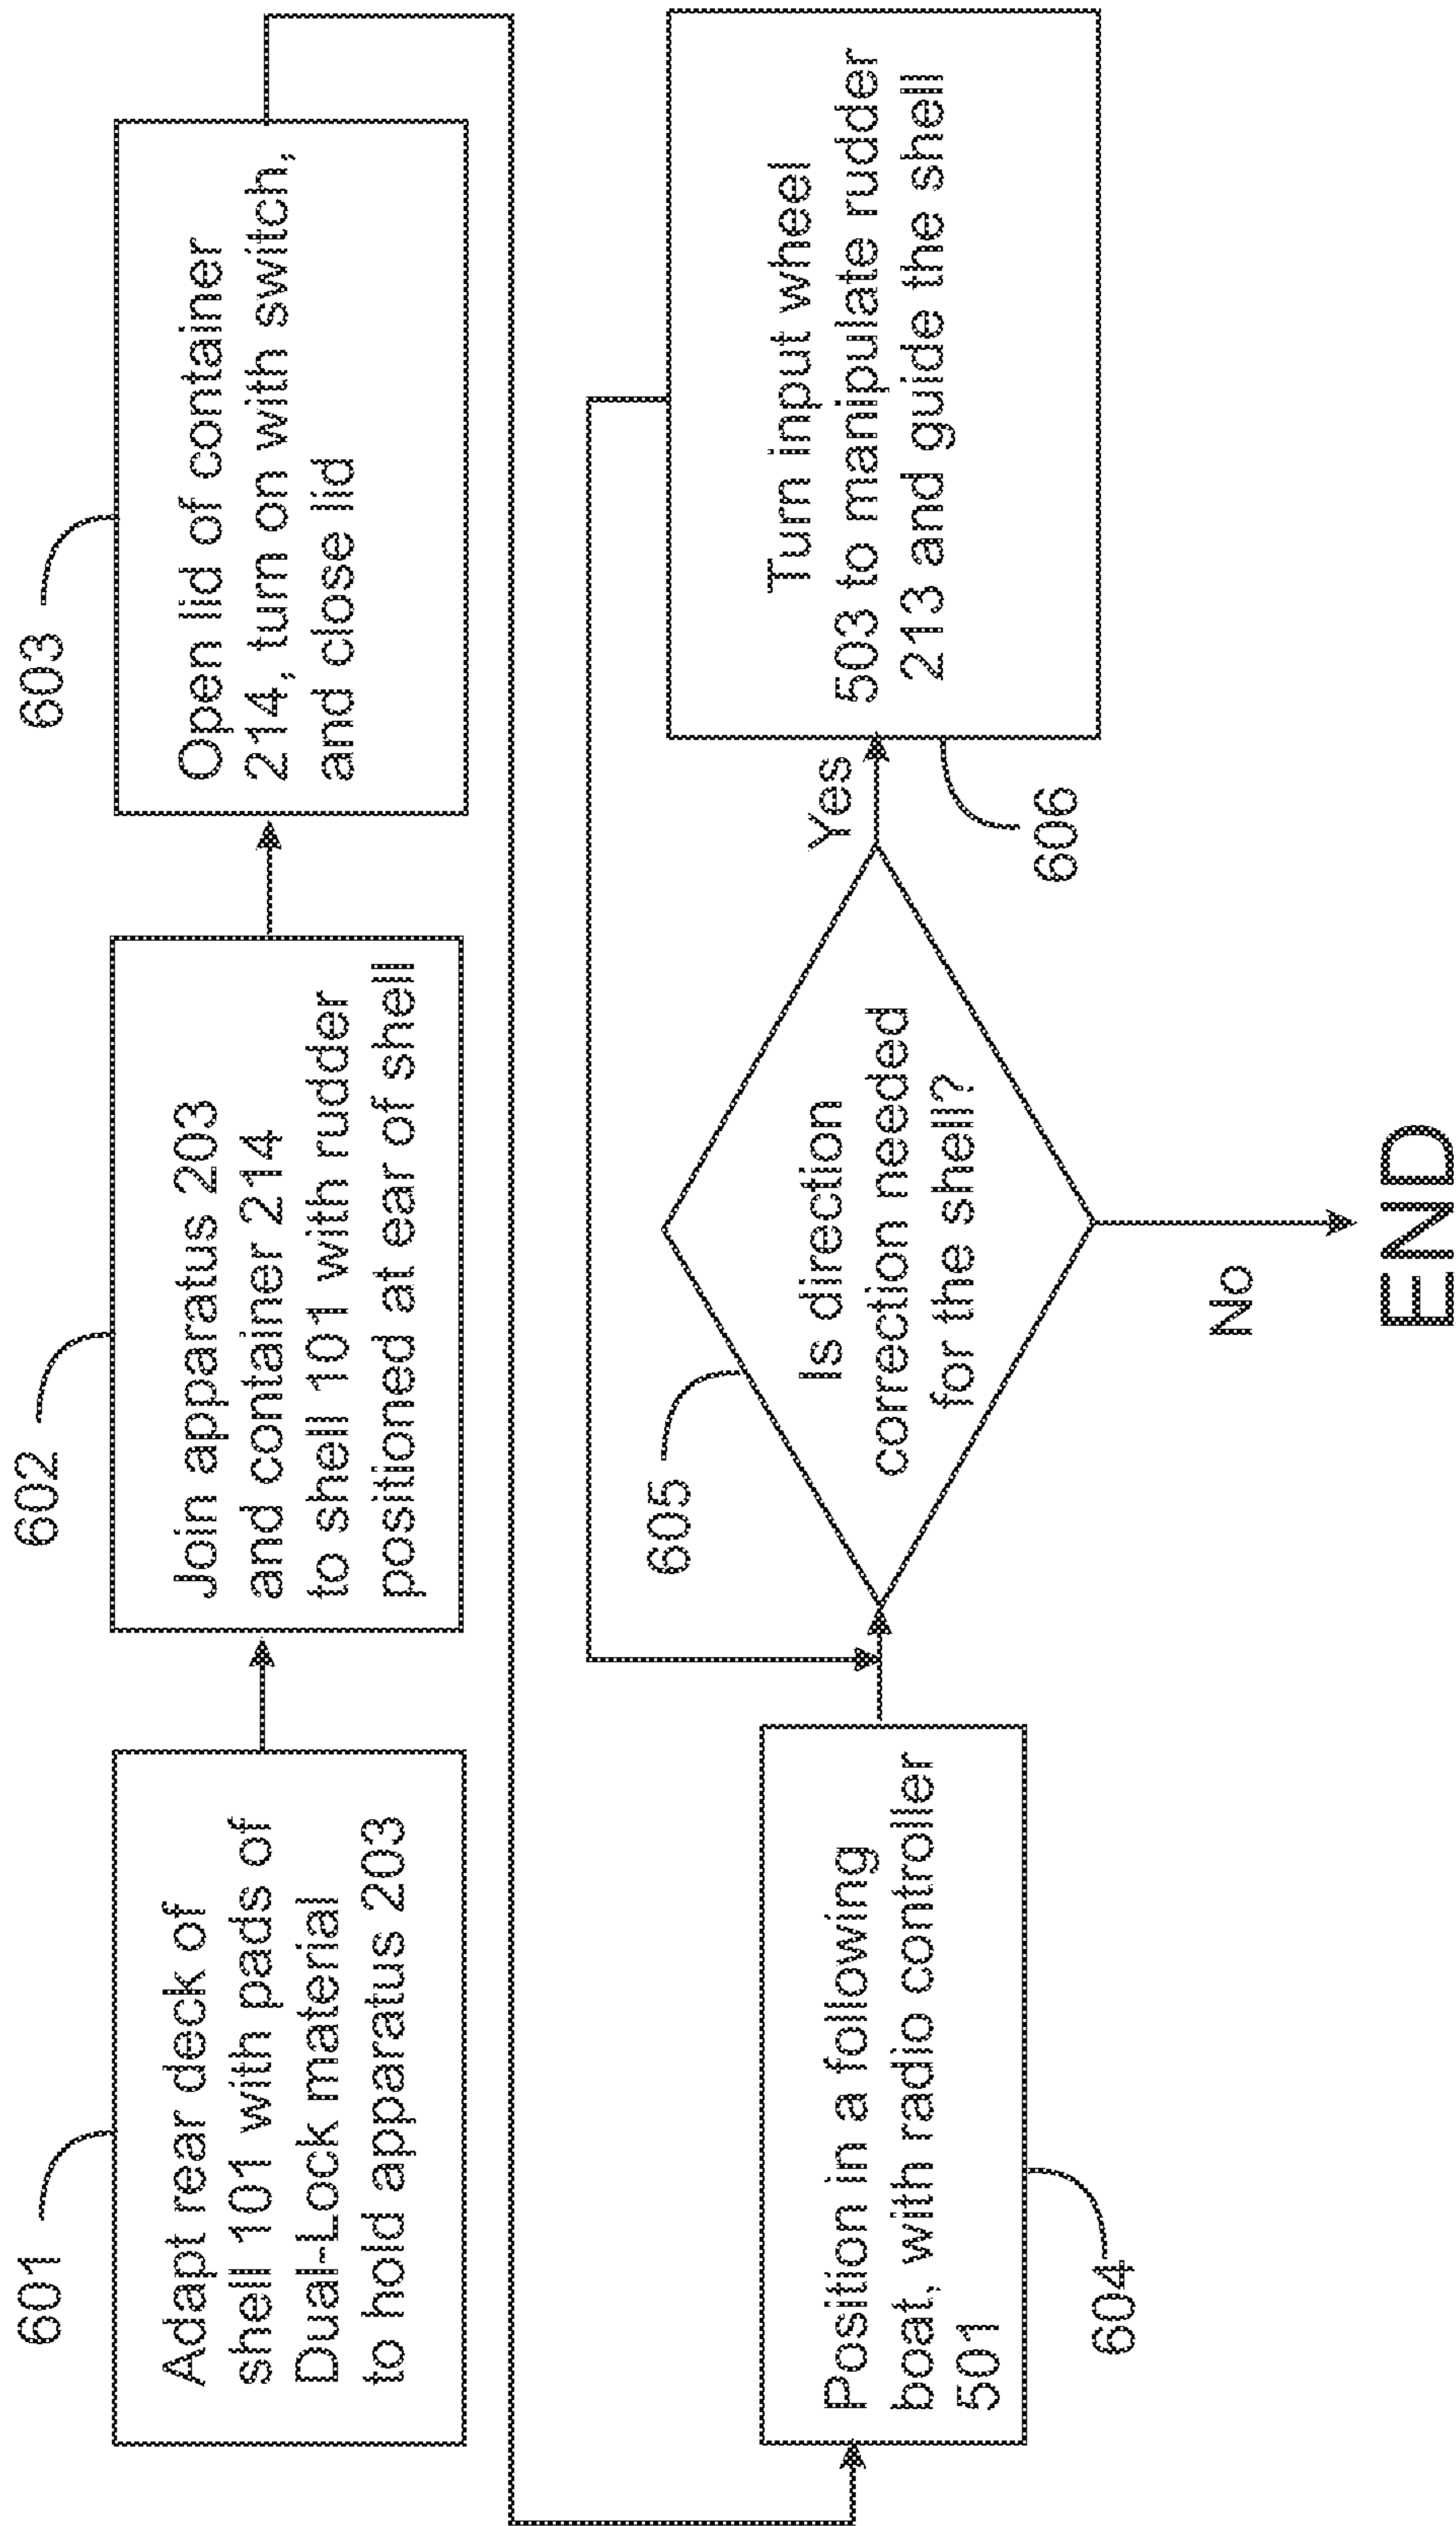 601
Adapt rear deck of
shell 101 with pads of
Dual-Lock material
to hold apparatus 203
602
Join apparatus 203
and container 214
to shell 101 with rudder
positioned at rear of shell
603
Open lid of container
214, turn on with switch,
and close lid
Position in a following
boat, with radio controller
501
604
605
Is direction
correction needed
for the shell?
Yes
No
END
Turn input wheel
503 to manipulate rudder
213 and guide the shell
606